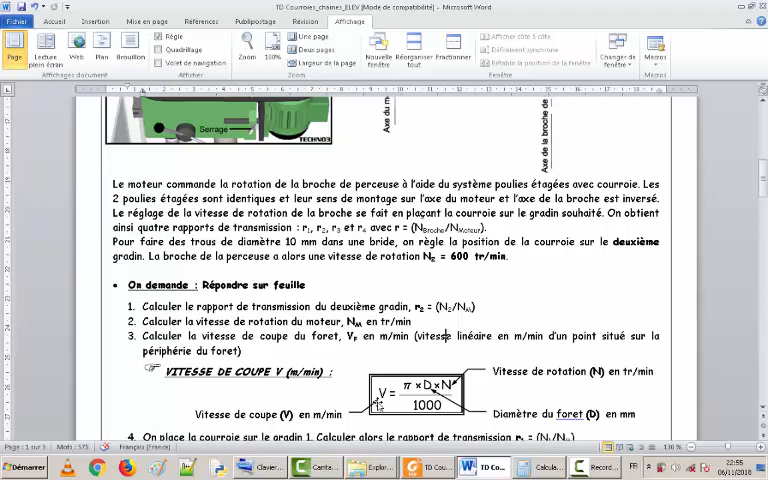 TD Courroies_chaines_ELEV [Mode de compatibilité] - Microsoft Word
Fichier Accueil Insertion Mise en page Références Publipostage Révision Affichage
Page
Lecture plein écran
Web
Plan
Brouillon
Affichages document
Règle
Quadrillage
Volet de navigation
Afficher
Zoom
100%
Une page
Deux pages
Largeur de la page
Zoom
Nouvelle fenêtre
Réorganiser tout
Fractionner
Afficher côte à côte
Défilement synchrone
Rétablir la position de la fenêtre
Fenêtre
Changer de fenêtre
Macros
Macros
Serrage
TECHNO3
Axe du m
Axe de la broche de
Le moteur commande la rotation de la broche de perceuse à l'aide du système poulies étagées avec courroie. Les
2 poulies étagées sont identiques et leur sens de montage sur l'axe du moteur et l'axe de la broche est inversé.
Le réglage de la vitesse de rotation de la broche se fait en plaçant la courroie sur le gradin souhaité. On obtient
ainsi quatre rapports de transmission : r1, r2, r3 et r4 avec r = (NBroche/NMoteur).
Pour faire des trous de diamètre 10 mm dans une bride, on règle la position de la courroie sur le deuxième
gradin. La broche de la perceuse a alors une vitesse de rotation N2 = 600 tr/min.
• On demande : Répondre sur feuille
1. Calculer le rapport de transmission du deuxième gradin, r2 = (N2/NM)
2. Calculer la vitesse de rotation du moteur, NM en tr/min
3. Calculer la vitesse de coupe du foret, VF en m/min (vitesse linéaire en m/min d'un point situé sur la
périphérie du foret)
VITESSE DE COUPE V (m/min) :
V = π × D × N / 1000
Vitesse de rotation (N) en tr/min
Vitesse de coupe (V) en m/min
Diamètre du foret (D) en mm
4. On place la courroie sur le gradin 1. Calculer alors le rapport de transmission r1 = (N1/NM)
Page : 1 sur 3 Mots : 575 Français (France) 130 %
Démarrer Clavier... Canta... Explor... TD Cou... TD Co... Calcula... Record... FR 22:55
06/11/2018